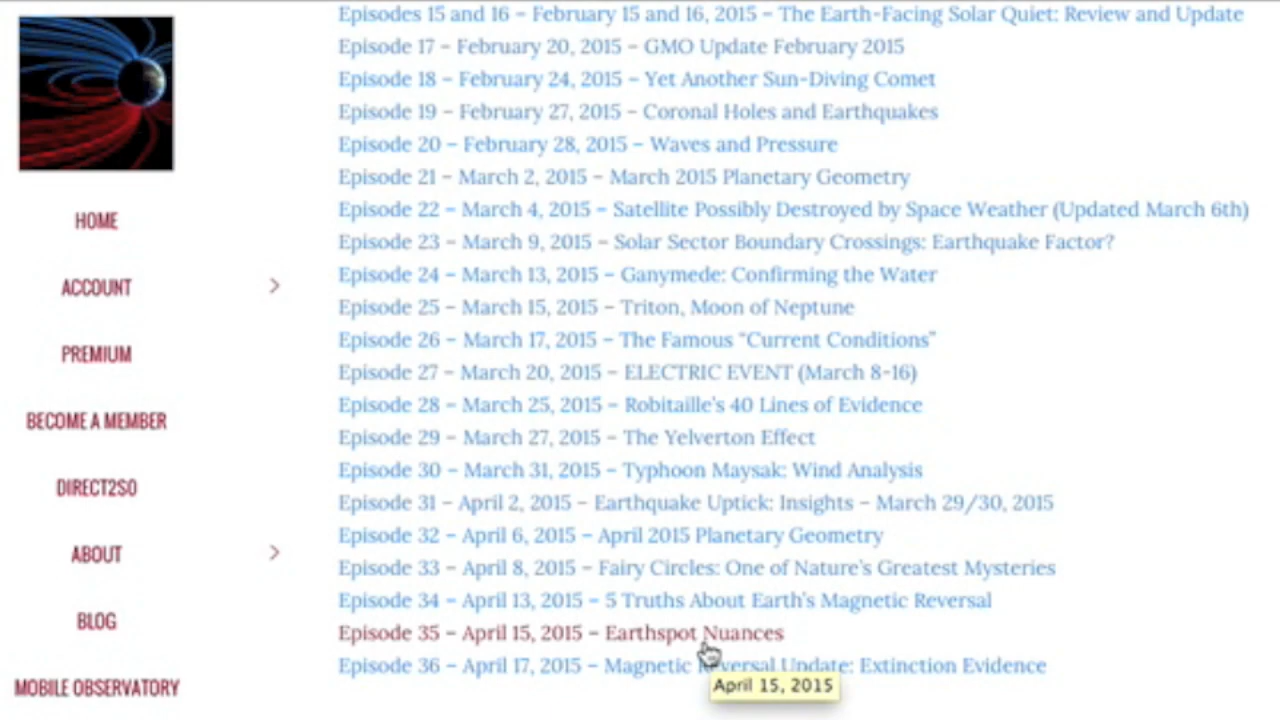 Episodes 15 and 16 – February 15 and 16, 2015 – The Earth-Facing Solar Quiet: Review and Update
Episode 17 – February 20, 2015 – GMO Update February 2015
Episode 18 – February 24, 2015 – Yet Another Sun-Diving Comet
Episode 19 – February 27, 2015 – Coronal Holes and Earthquakes
Episode 20 – February 28, 2015 – Waves and Pressure
Episode 21 – March 2, 2015 – March 2015 Planetary Geometry
Episode 22 – March 4, 2015 – Satellite Possibly Destroyed by Space Weather (Updated March 6th)
Episode 23 – March 9, 2015 – Solar Sector Boundary Crossings: Earthquake Factor?
Episode 24 – March 13, 2015 – Ganymede: Confirming the Water
Episode 25 – March 15, 2015 – Triton, Moon of Neptune
Episode 26 – March 17, 2015 – The Famous “Current Conditions”
Episode 27 – March 20, 2015 – ELECTRIC EVENT (March 8-16)
Episode 28 – March 25, 2015 – Robitaille’s 40 Lines of Evidence
Episode 29 – March 27, 2015 – The Yelverton Effect
Episode 30 – March 31, 2015 – Typhoon Maysak: Wind Analysis
Episode 31 – April 2, 2015 – Earthquake Uptick: Insights – March 29/30, 2015
Episode 32 – April 6, 2015 – April 2015 Planetary Geometry
Episode 33 – April 8, 2015 – Fairy Circles: One of Nature’s Greatest Mysteries
Episode 34 – April 13, 2015 – 5 Truths About Earth’s Magnetic Reversal
Episode 35 – April 15, 2015 – Earthspot Nuances
Episode 36 – April 17, 2015 – Magnetic Reversal Update: Extinction Evidence
April 15, 2015
HOME
ACCOUNT
PREMIUM
BECOME A MEMBER
DIRECT2S0
ABOUT
BLOG
MOBILE OBSERVATORY